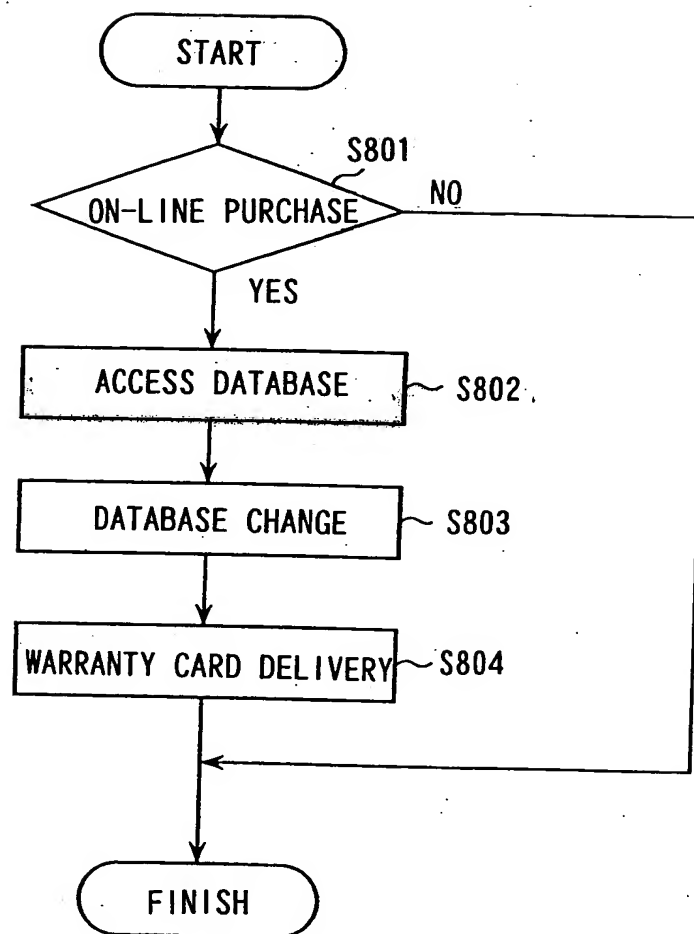 START
S801
ON-LINE PURCHASE
NO
YES
ACCESS DATABASE
S802
DATABASE CHANGE
S803
WARRANTY CARD DELIVERY
S804
FINISH